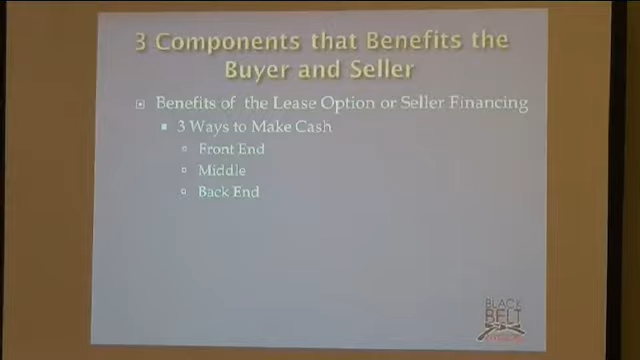 3 Components that Benefits the
Buyer and Seller
Benefits of the Lease Option or Seller Financing
3 Ways to Make Cash
Front End
Middle
Back End
BLACK
BELT